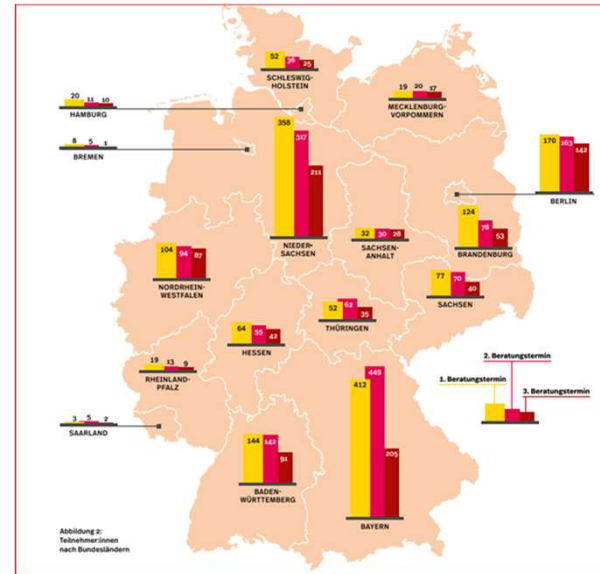 52 36 25
SCHLESWIG-
HOLSTEIN
19 20 17
MECKLENBURG-
VORPOMMERN
20 11 10
HAMBURG
8 5 1
BREMEN
358 317 211
NIEDER-
SACHSEN
170 163 142
BERLIN
32 30 28
SACHSEN-
ANHALT
124 78 53
BRANDENBURG
104 94 87
NORDRHEIN-
WESTFALEN
77 70 40
SACHSEN
52 62 35
THÜRINGEN
64 55 42
HESSEN
19 13 9
RHEINLAND-
PFALZ
3 5 2
SAARLAND
144 142 91
BADEN-
WÜRTTEMBERG
412 449 205
BAYERN
2. Beratungstermin
1. Beratungstermin
3. Beratungstermin
Abbildung 2:
Teilnehmer:innen
nach Bundesländern